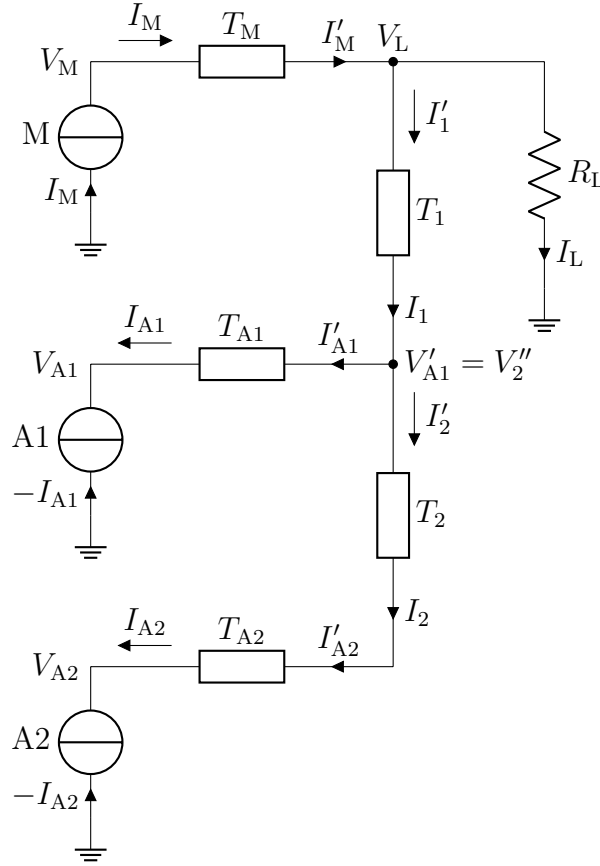 I_M
T_M
I'_M
V_L
V_M
M
I_M
I'_1
T_1
R_L
I_L
I_1
I_A1
T_A1
I'_A1
V_A1
V'_A1 = V''_2
A1
−I_A1
I'_2
T_2
I_2
I_A2
T_A2
I'_A2
V_A2
A2
−I_A2